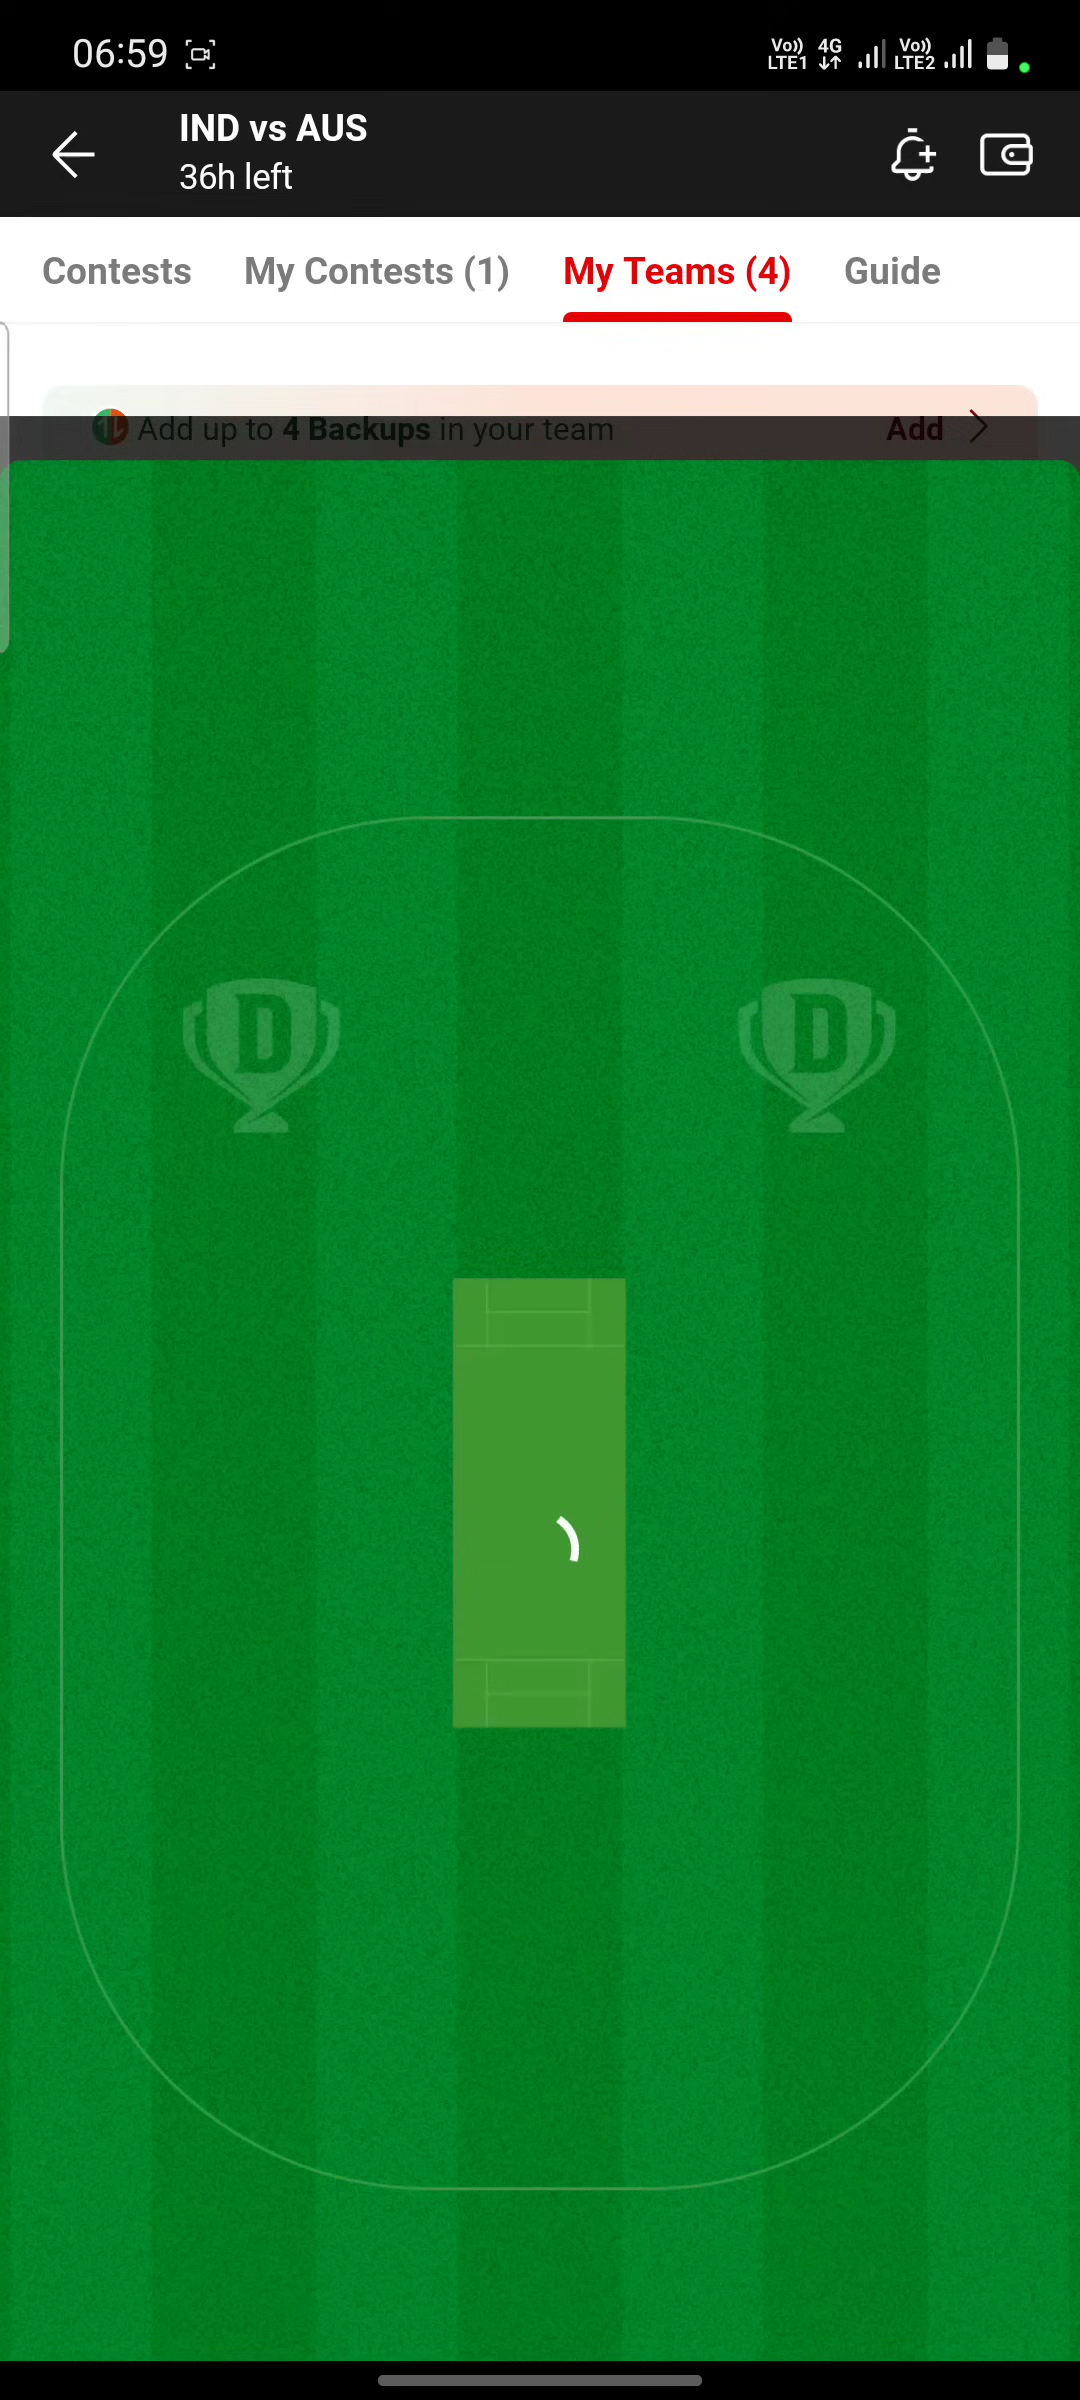 06:59
Vo)) LTE1 4G Vo)) LTE2
IND vs AUS
36h left
Contests My Contests (1) My Teams (4) Guide
Add up to 4 Backups in your team Add
D D